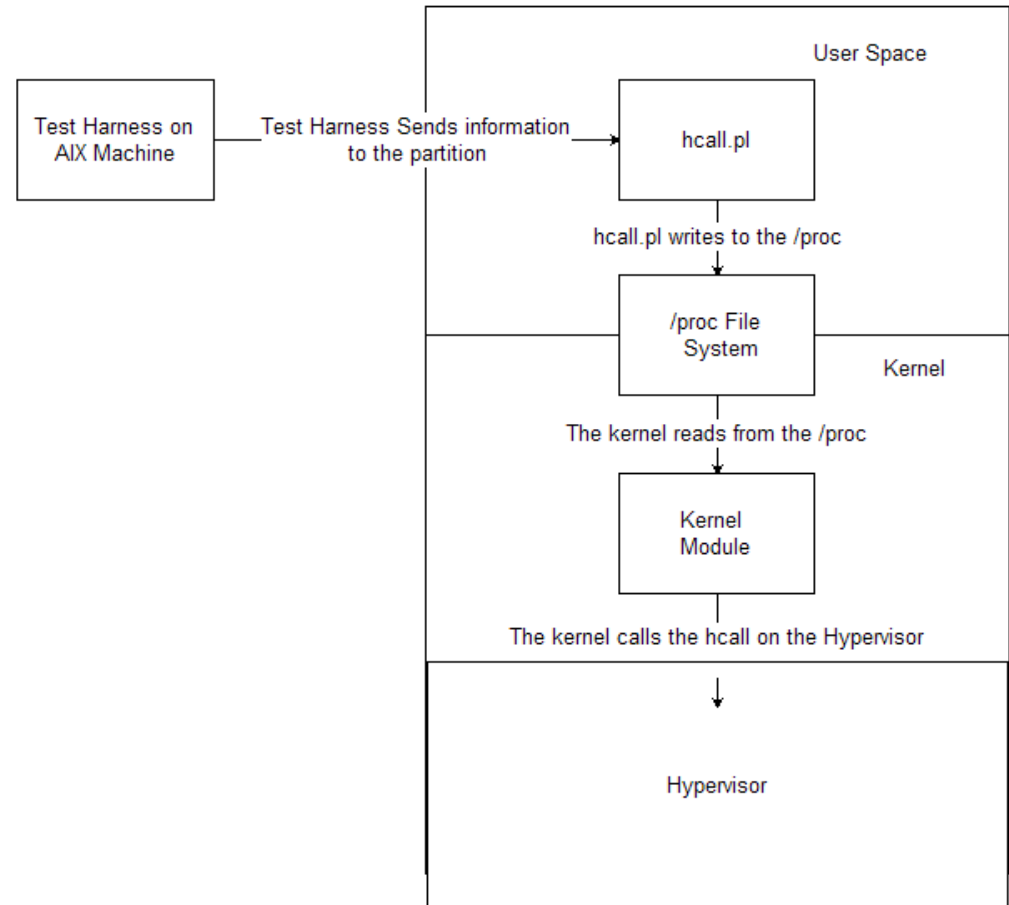 User Space
Test Harness on
AIX Machine
Test Harness Sends information
to the partition
hcall.pl
hcall.pl writes to the /proc
/proc File
System
Kernel
The kernel reads from the /proc
Kernel
Module
The kernel calls the hcall on the Hypervisor
Hypervisor